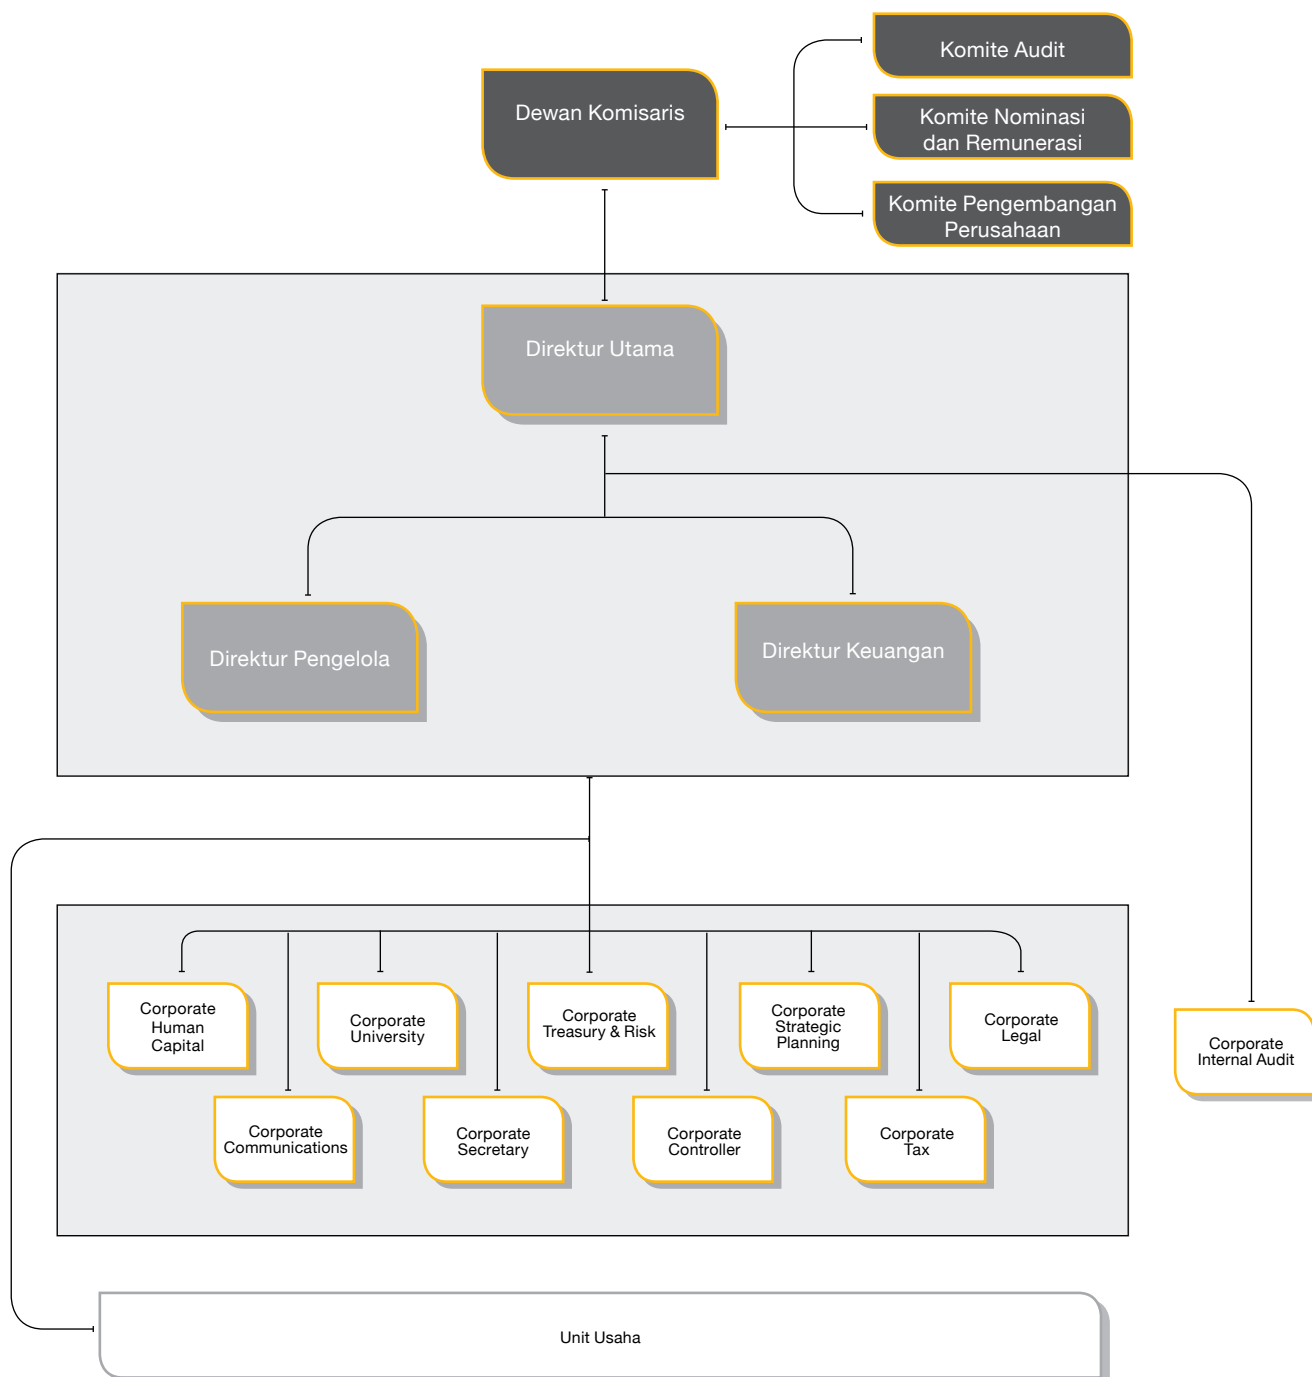 Komite Audit
Dewan Komisaris
Komite Nominasi
dan Remunerasi
Komite Pengembangan
Perusahaan
Direktur Utama
Direktur Pengelola
Direktur Keuangan
Corporate
Human
Capital
Corporate
University
Corporate
Treasury & Risk
Corporate
Strategic
Planning
Corporate
Legal
Corporate
Internal Audit
Corporate
Communications
Corporate
Secretary
Corporate
Controller
Corporate
Tax
Unit Usaha